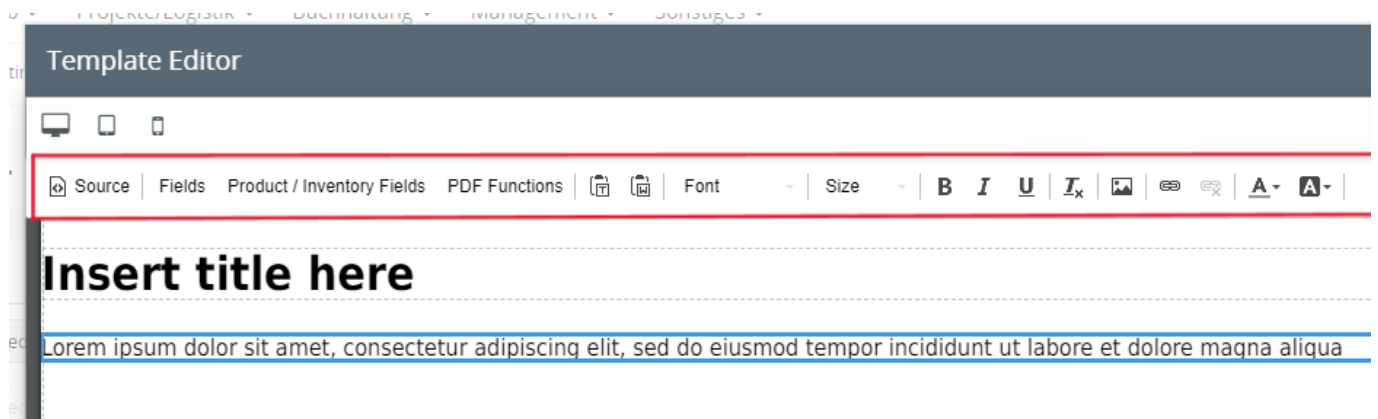 Projekte/Logistik Buchhaltung Management Sonstiges
Template Editor
Source Fields Product / Inventory Fields PDF Functions Font Size B I U Ix A A
Insert title here
Lorem ipsum dolor sit amet, consectetur adipiscing elit, sed do eiusmod tempor incididunt ut labore et dolore magna aliqua